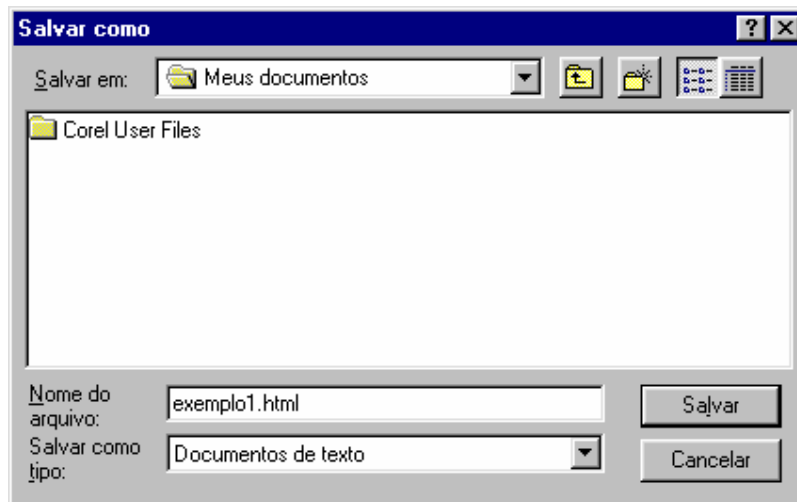 Salvar como
Salvar em:
Meus documentos
Corel User Files
Nome do
arquivo:
exemplo1.html
Salvar
Salvar como
tipo:
Documentos de texto
Cancelar